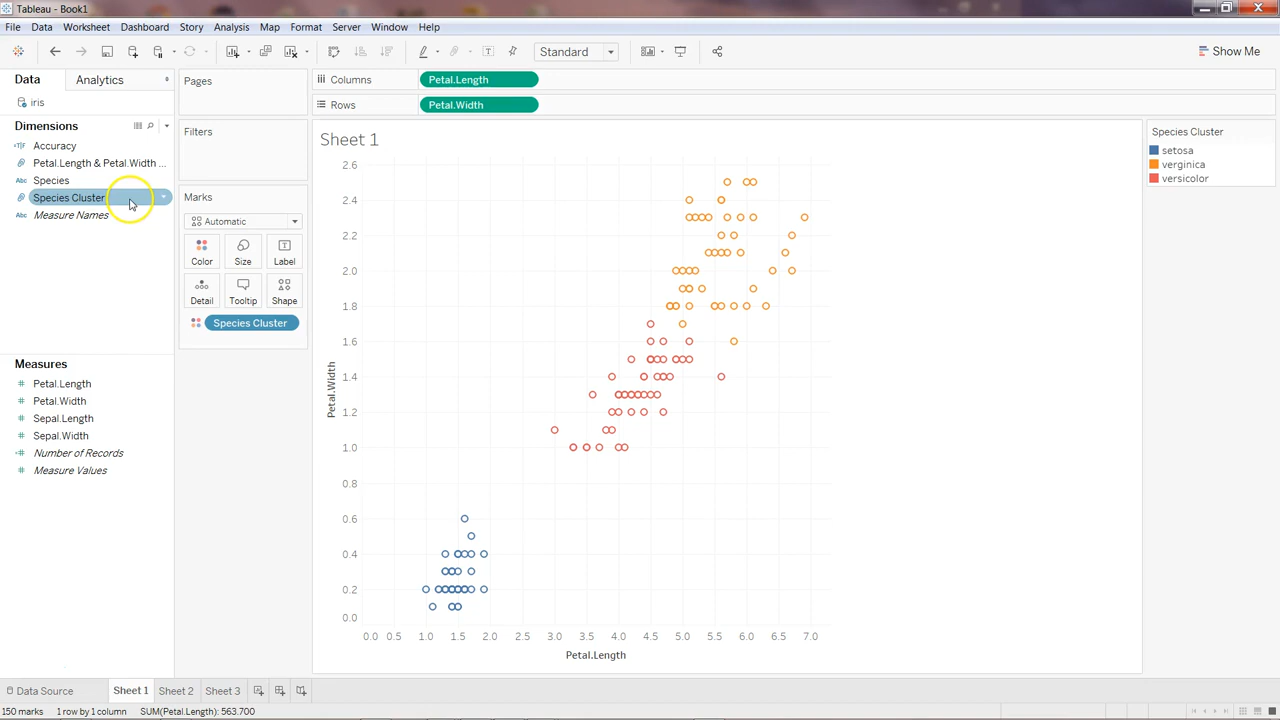 Tableau - Book1
File Data Worksheet Dashboard Story Analysis Map Format Server Window Help
Standard
Show Me
Data Analytics
iris
Dimensions
Accuracy
Petal.Length & Petal.Width ...
Species
Species Cluster
Measure Names
Measures
Petal.Length
Petal.Width
Sepal.Length
Sepal.Width
Number of Records
Measure Values
Pages
Filters
Marks
Automatic
Color Size Label
Detail Tooltip Shape
Species Cluster
Columns Petal.Length
Rows Petal.Width
Sheet 1
2.6
2.4
2.2
2.0
1.8
1.6
1.4
1.2
1.0
0.8
0.6
0.4
0.2
0.0
Petal.Width
0.0 0.5 1.0 1.5 2.0 2.5 3.0 3.5 4.0 4.5 5.0 5.5 6.0 6.5 7.0
Petal.Length
Species Cluster
setosa
verginica
versicolor
Data Source Sheet 1 Sheet 2 Sheet 3
150 marks 1 row by 1 column SUM(Petal.Length): 563.700